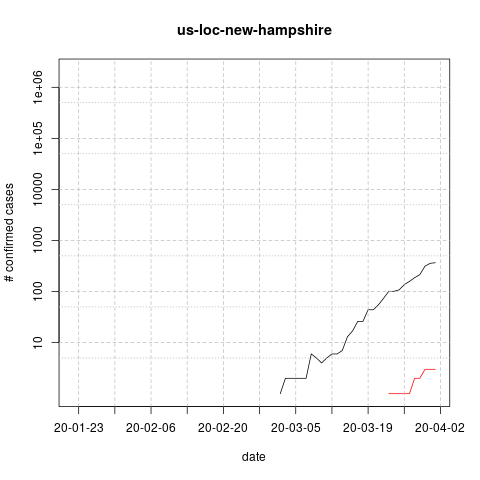 us-loc-new-hampshire
# confirmed cases
1e+06
1e+05
10000
1000
100
10
20-01-23 20-02-06 20-02-20 20-03-05 20-03-19 20-04-02
date